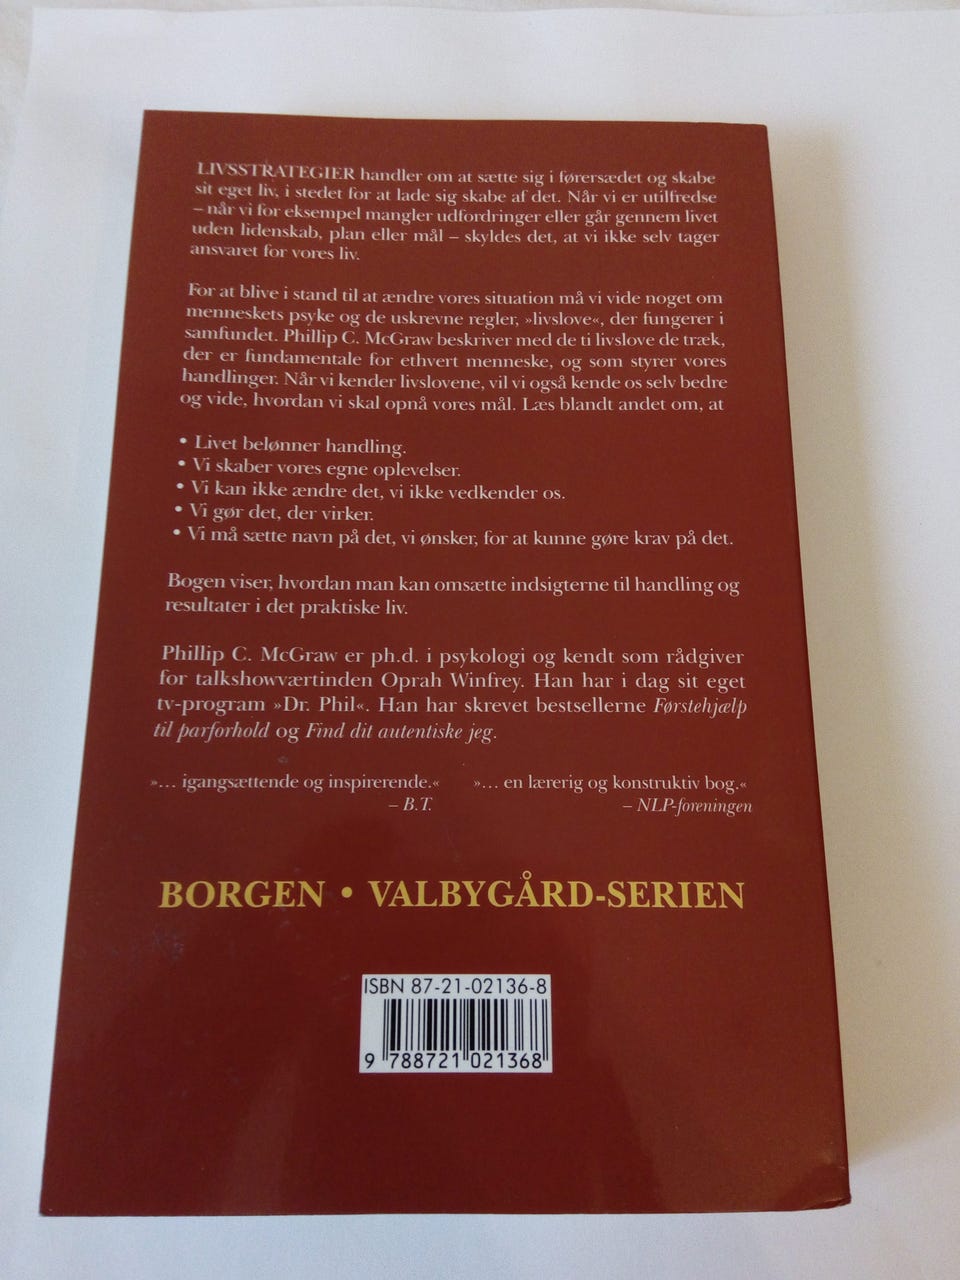 LIVSSTRATEGIER handler om at sætte sig i førersædet og skabe
sit eget liv, i stedet for at lade sig skabe af det. Når vi er utilfredse
– når vi for eksempel mangler udfordringer eller går gennem livet
uden lidenskab, plan eller mål – skyldes det, at vi ikke selv tager
ansvaret for vores liv.
For at blive i stand til at ændre vores situation må vi vide noget om
menneskets psyke og de uskrevne regler, »livslove«, der fungerer i
samfundet. Phillip C. McGraw beskriver med de ti livslove de træk,
der er fundamentale for ethvert menneske, og som styrer vores
handlinger. Når vi kender livslovene, vil vi også kende os selv bedre
og vide, hvordan vi skal opnå vores mål. Læs blandt andet om, at
• Livet belønner handling.
• Vi skaber vores egne oplevelser.
• Vi kan ikke ændre det, vi ikke vedkender os.
• Vi gør det, der virker.
• Vi må sætte navn på det, vi ønsker, for at kunne gøre krav på det.
Bogen viser, hvordan man kan omsætte indsigterne til handling og
resultater i det praktiske liv.
Phillip C. McGraw er ph.d. i psykologi og kendt som rådgiver
for talkshowværtinden Oprah Winfrey. Han har i dag sit eget
tv-program »Dr. Phil«. Han har skrevet bestsellerne Førstehjælp
til parforhold og Find dit autentiske jeg.
»... igangsættende og inspirerende.«
– B.T.
»... en lærerig og konstruktiv bog.«
– NLP-foreningen
BORGEN • VALBYGÅRD-SERIEN
ISBN 87-21-02136-8
9 788721 021368